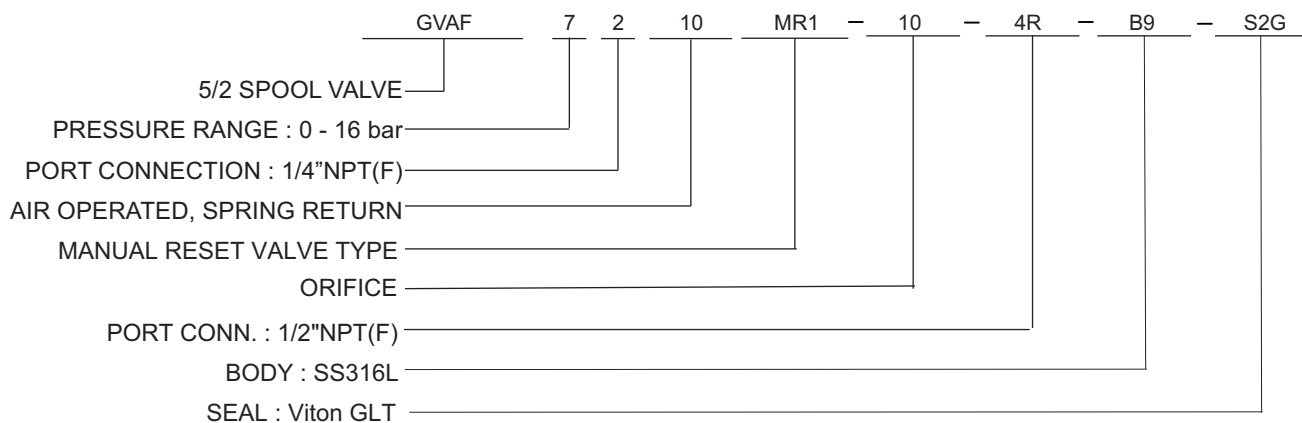 GVAF 7 2 10 MR1 – 10 – 4R – B9 – S2G
5/2 SPOOL VALVE
PRESSURE RANGE : 0 - 16 bar
PORT CONNECTION : 1/4”NPT(F)
AIR OPERATED, SPRING RETURN
MANUAL RESET VALVE TYPE
ORIFICE
PORT CONN. : 1/2"NPT(F)
BODY : SS316L
SEAL : Viton GLT